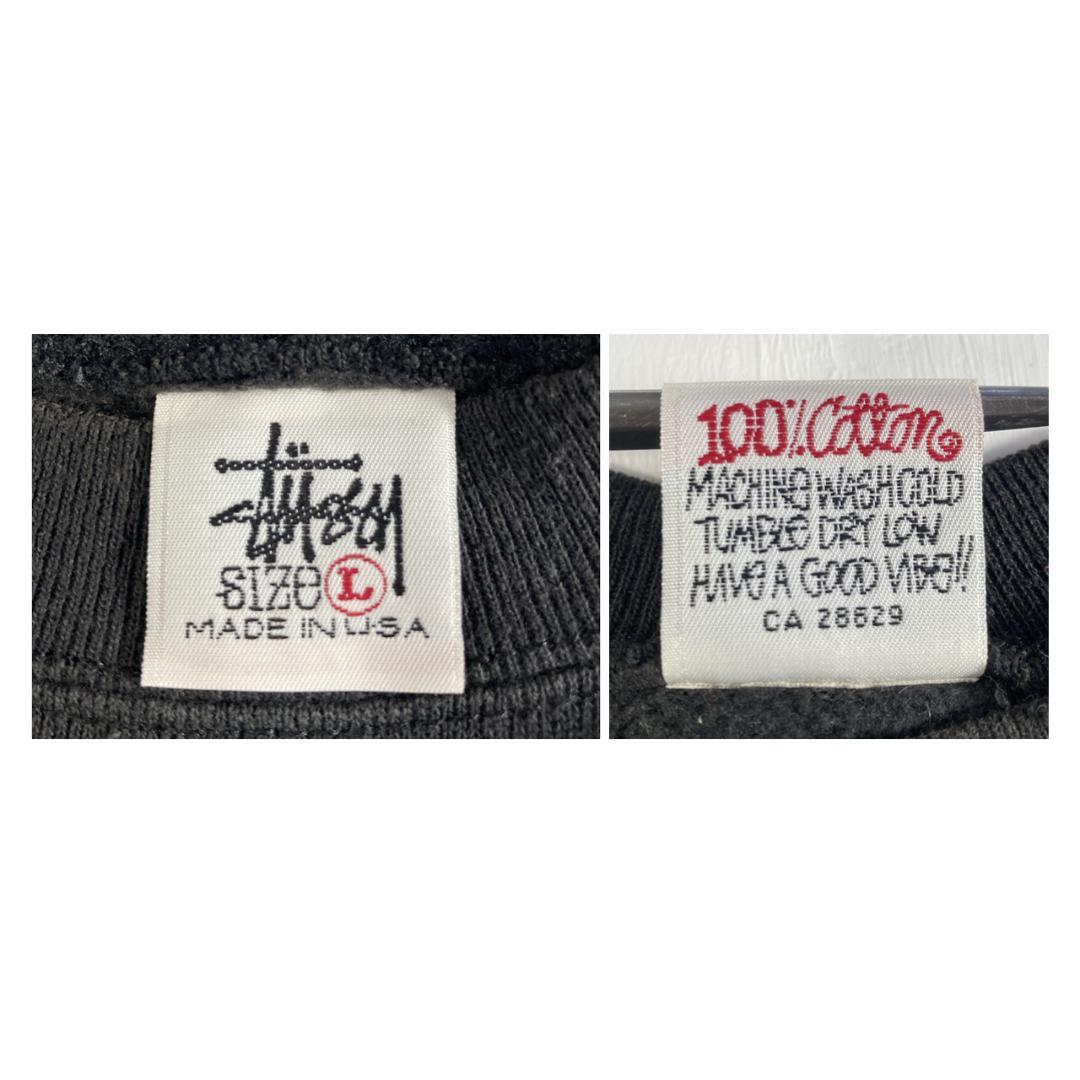 Stüssy
SIZE L
MADE IN USA
100% Cotton
MACHINE WASH COLD
TUMBLE DRY LOW
HAVE A GOOD VIBE!!
CA 28629